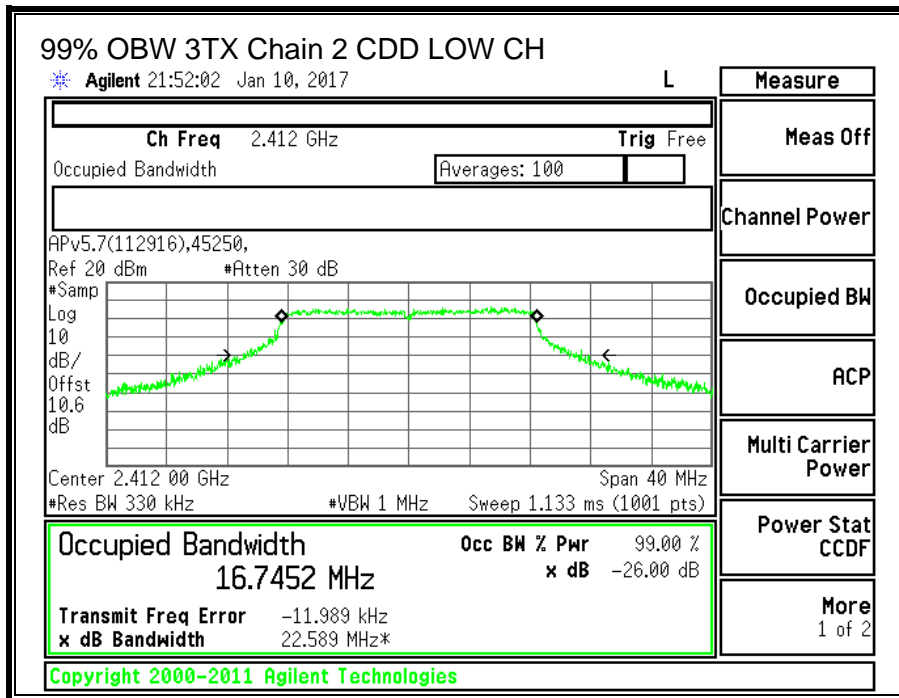 99% OBW 3TX Chain 2 CDD LOW CH
Agilent 21:52:02 Jan 10, 2017 L
Measure
Ch Freq 2.412 GHz Trig Free
Meas Off
Occupied Bandwidth Averages: 100
Channel Power
APv5.7(112916),45250,
Ref 20 dBm #Atten 30 dB
#Samp
Log
10
dB/
Offst
10.6
dB
Occupied BW
ACP
Multi Carrier
Power
Center 2.412 00 GHz Span 40 MHz
#Res BW 330 kHz #VBW 1 MHz Sweep 1.133 ms (1001 pts)
Power Stat
CCDF
Occupied Bandwidth Occ BW % Pwr 99.00 %
16.7452 MHz x dB -26.00 dB
Transmit Freq Error -11.989 kHz
x dB Bandwidth 22.589 MHz*
More
1 of 2
Copyright 2000-2011 Agilent Technologies